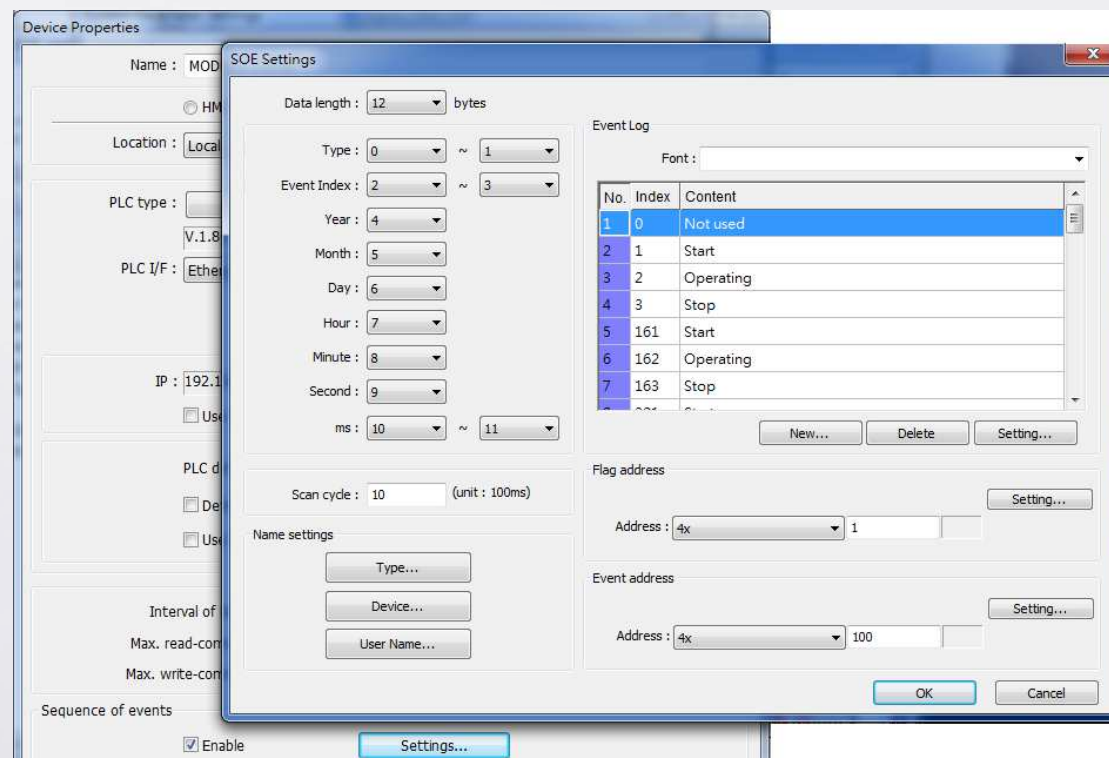 Device Properties
Name : MOD
HM
Location : Local
PLC type :
V.1.8
PLC I/F : Ether
IP : 192.1
Use
PLC d
De
Use
Interval of
Max. read-com
Max. write-con
Sequence of events
Enable Settings...
SOE Settings
Data length : 12 bytes
Type : 0 ~ 1
Event Index : 2 ~ 3
Year : 4
Month : 5
Day : 6
Hour : 7
Minute : 8
Second : 9
ms : 10 ~ 11
Scan cycle : 10 (unit : 100ms)
Name settings
Type...
Device...
User Name...
Event Log
Font :
No. Index Content
1 0 Not used
2 1 Start
3 2 Operating
4 3 Stop
5 161 Start
6 162 Operating
7 163 Stop
New... Delete Setting...
Flag address
Setting...
Address : 4x 1
Event address
Setting...
Address : 4x 100
OK Cancel